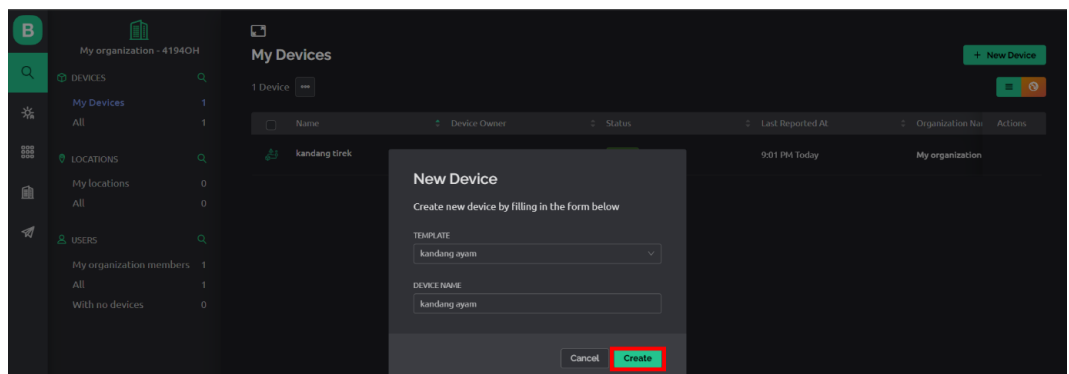 B
My organization - 4194OH
DEVICES
My Devices 1
All 1
LOCATIONS
My locations 0
All 0
USERS
My organization members 1
All 1
With no devices 0
My Devices
+ New Device
1 Device
Name Device Owner Status Last Reported At Organization Na Actions
kandang tirek 9:01 PM Today My organization
New Device
Create new device by filling in the form below
TEMPLATE
kandang ayam
DEVICE NAME
kandang ayam
Cancel Create